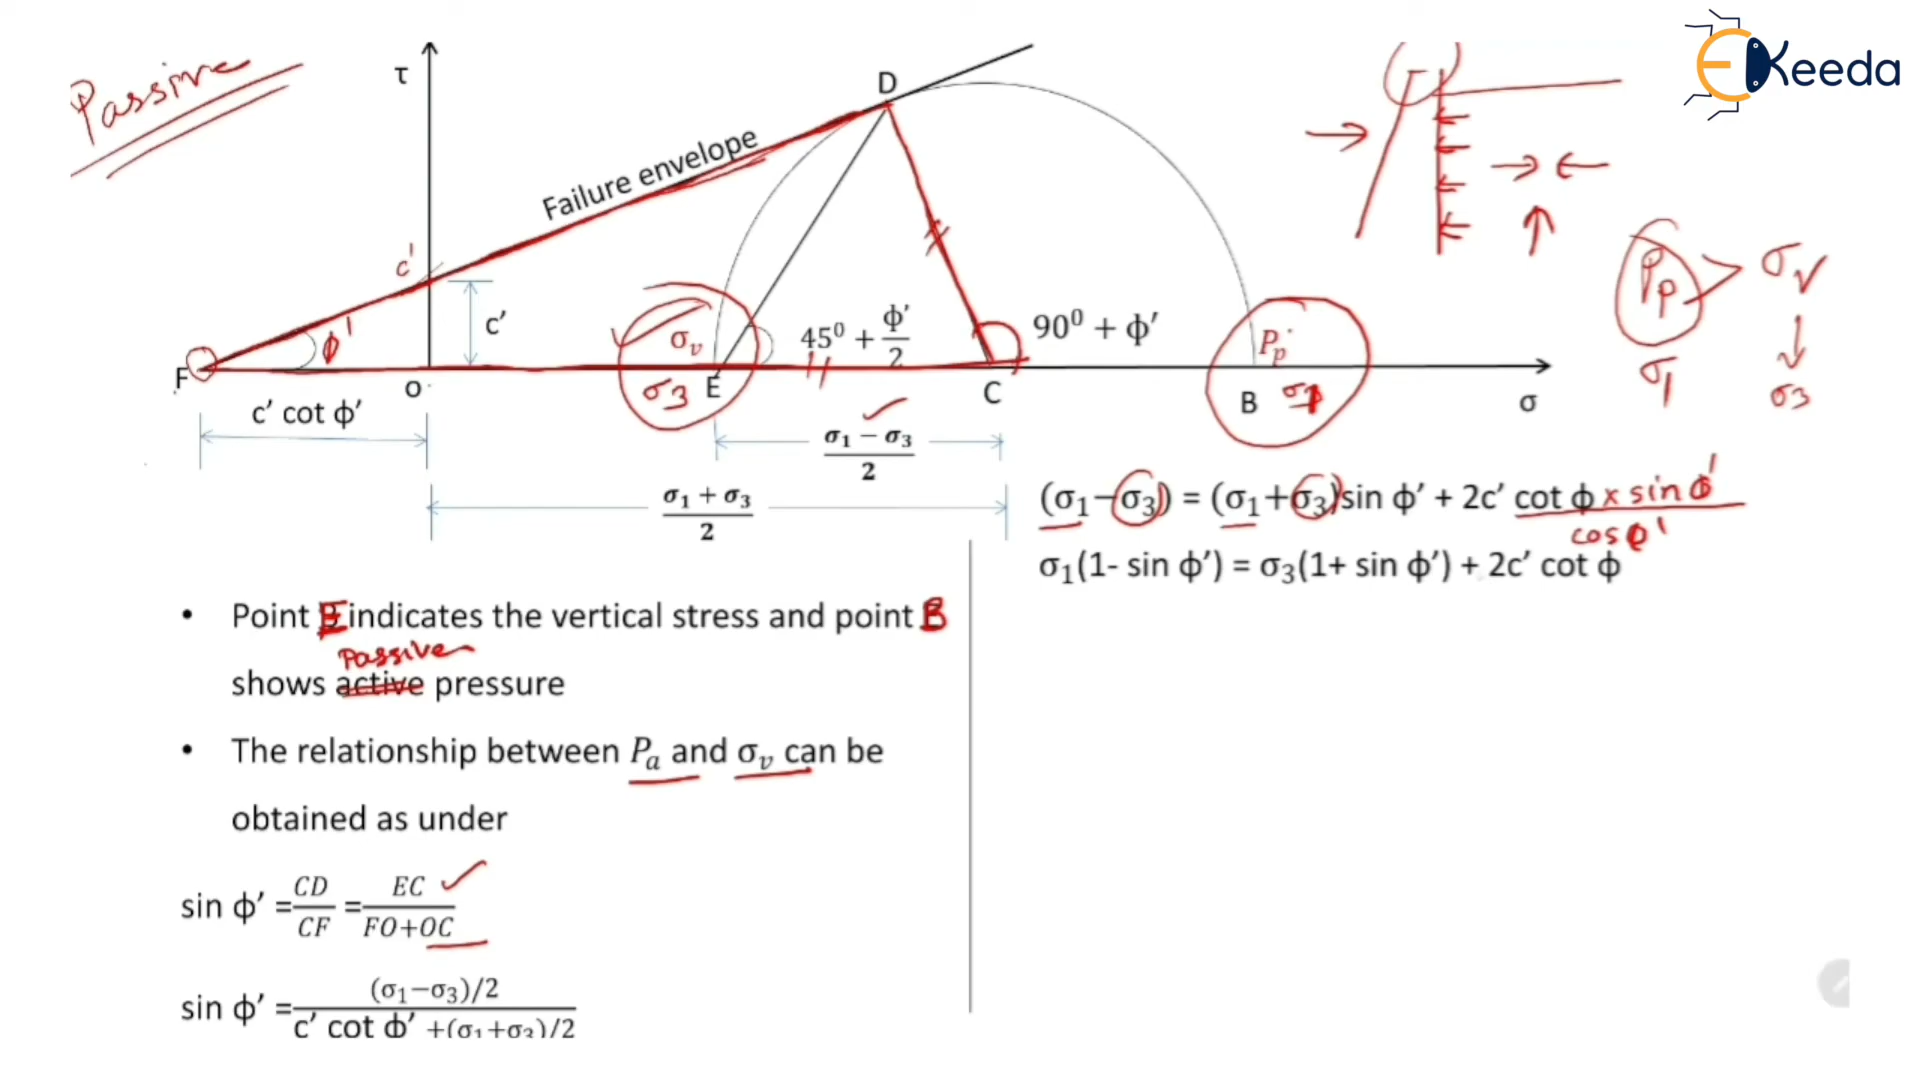 Keeda
Passive
τ
D
Failure envelope
c'
c'
ϕ'
σv
45⁰ + ϕ'/2
90⁰ + ϕ'
Pp
Pp > σv
σ1
σ3
F
O
σ3
E
C
B
σ1
σ
c' cot ϕ'
(σ1 − σ3)/2
(σ1 + σ3)/2
(σ1−σ3) = (σ1+σ3)sin ϕ' + 2c' cot ϕ x sin ϕ'
cos ϕ'
σ1(1- sin ϕ') = σ3(1+ sin ϕ') + 2c' cot ϕ
• Point E indicates the vertical stress and point B
Passive
shows active pressure
• The relationship between Pa and σv can be
obtained as under
sin ϕ' = CD/CF = EC/(FO+OC)
sin ϕ' = (σ1−σ3)/2 / c' cot ϕ' +(σ1+σ3)/2